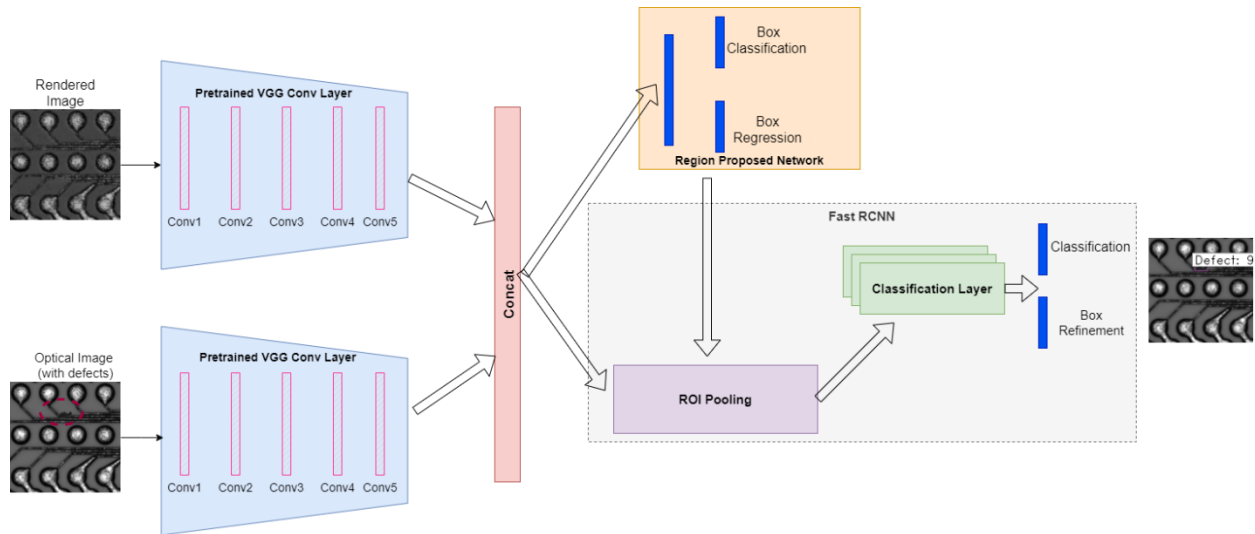 Rendered
Image
Pretrained VGG Conv Layer
Conv1 Conv2 Conv3 Conv4 Conv5
Optical Image
(with defects)
Pretrained VGG Conv Layer
Conv1 Conv2 Conv3 Conv4 Conv5
Concat
Box
Classification
Box
Regression
Region Proposed Network
Fast RCNN
ROI Pooling
Classification Layer
Classification
Box
Refinement
Defect: 9